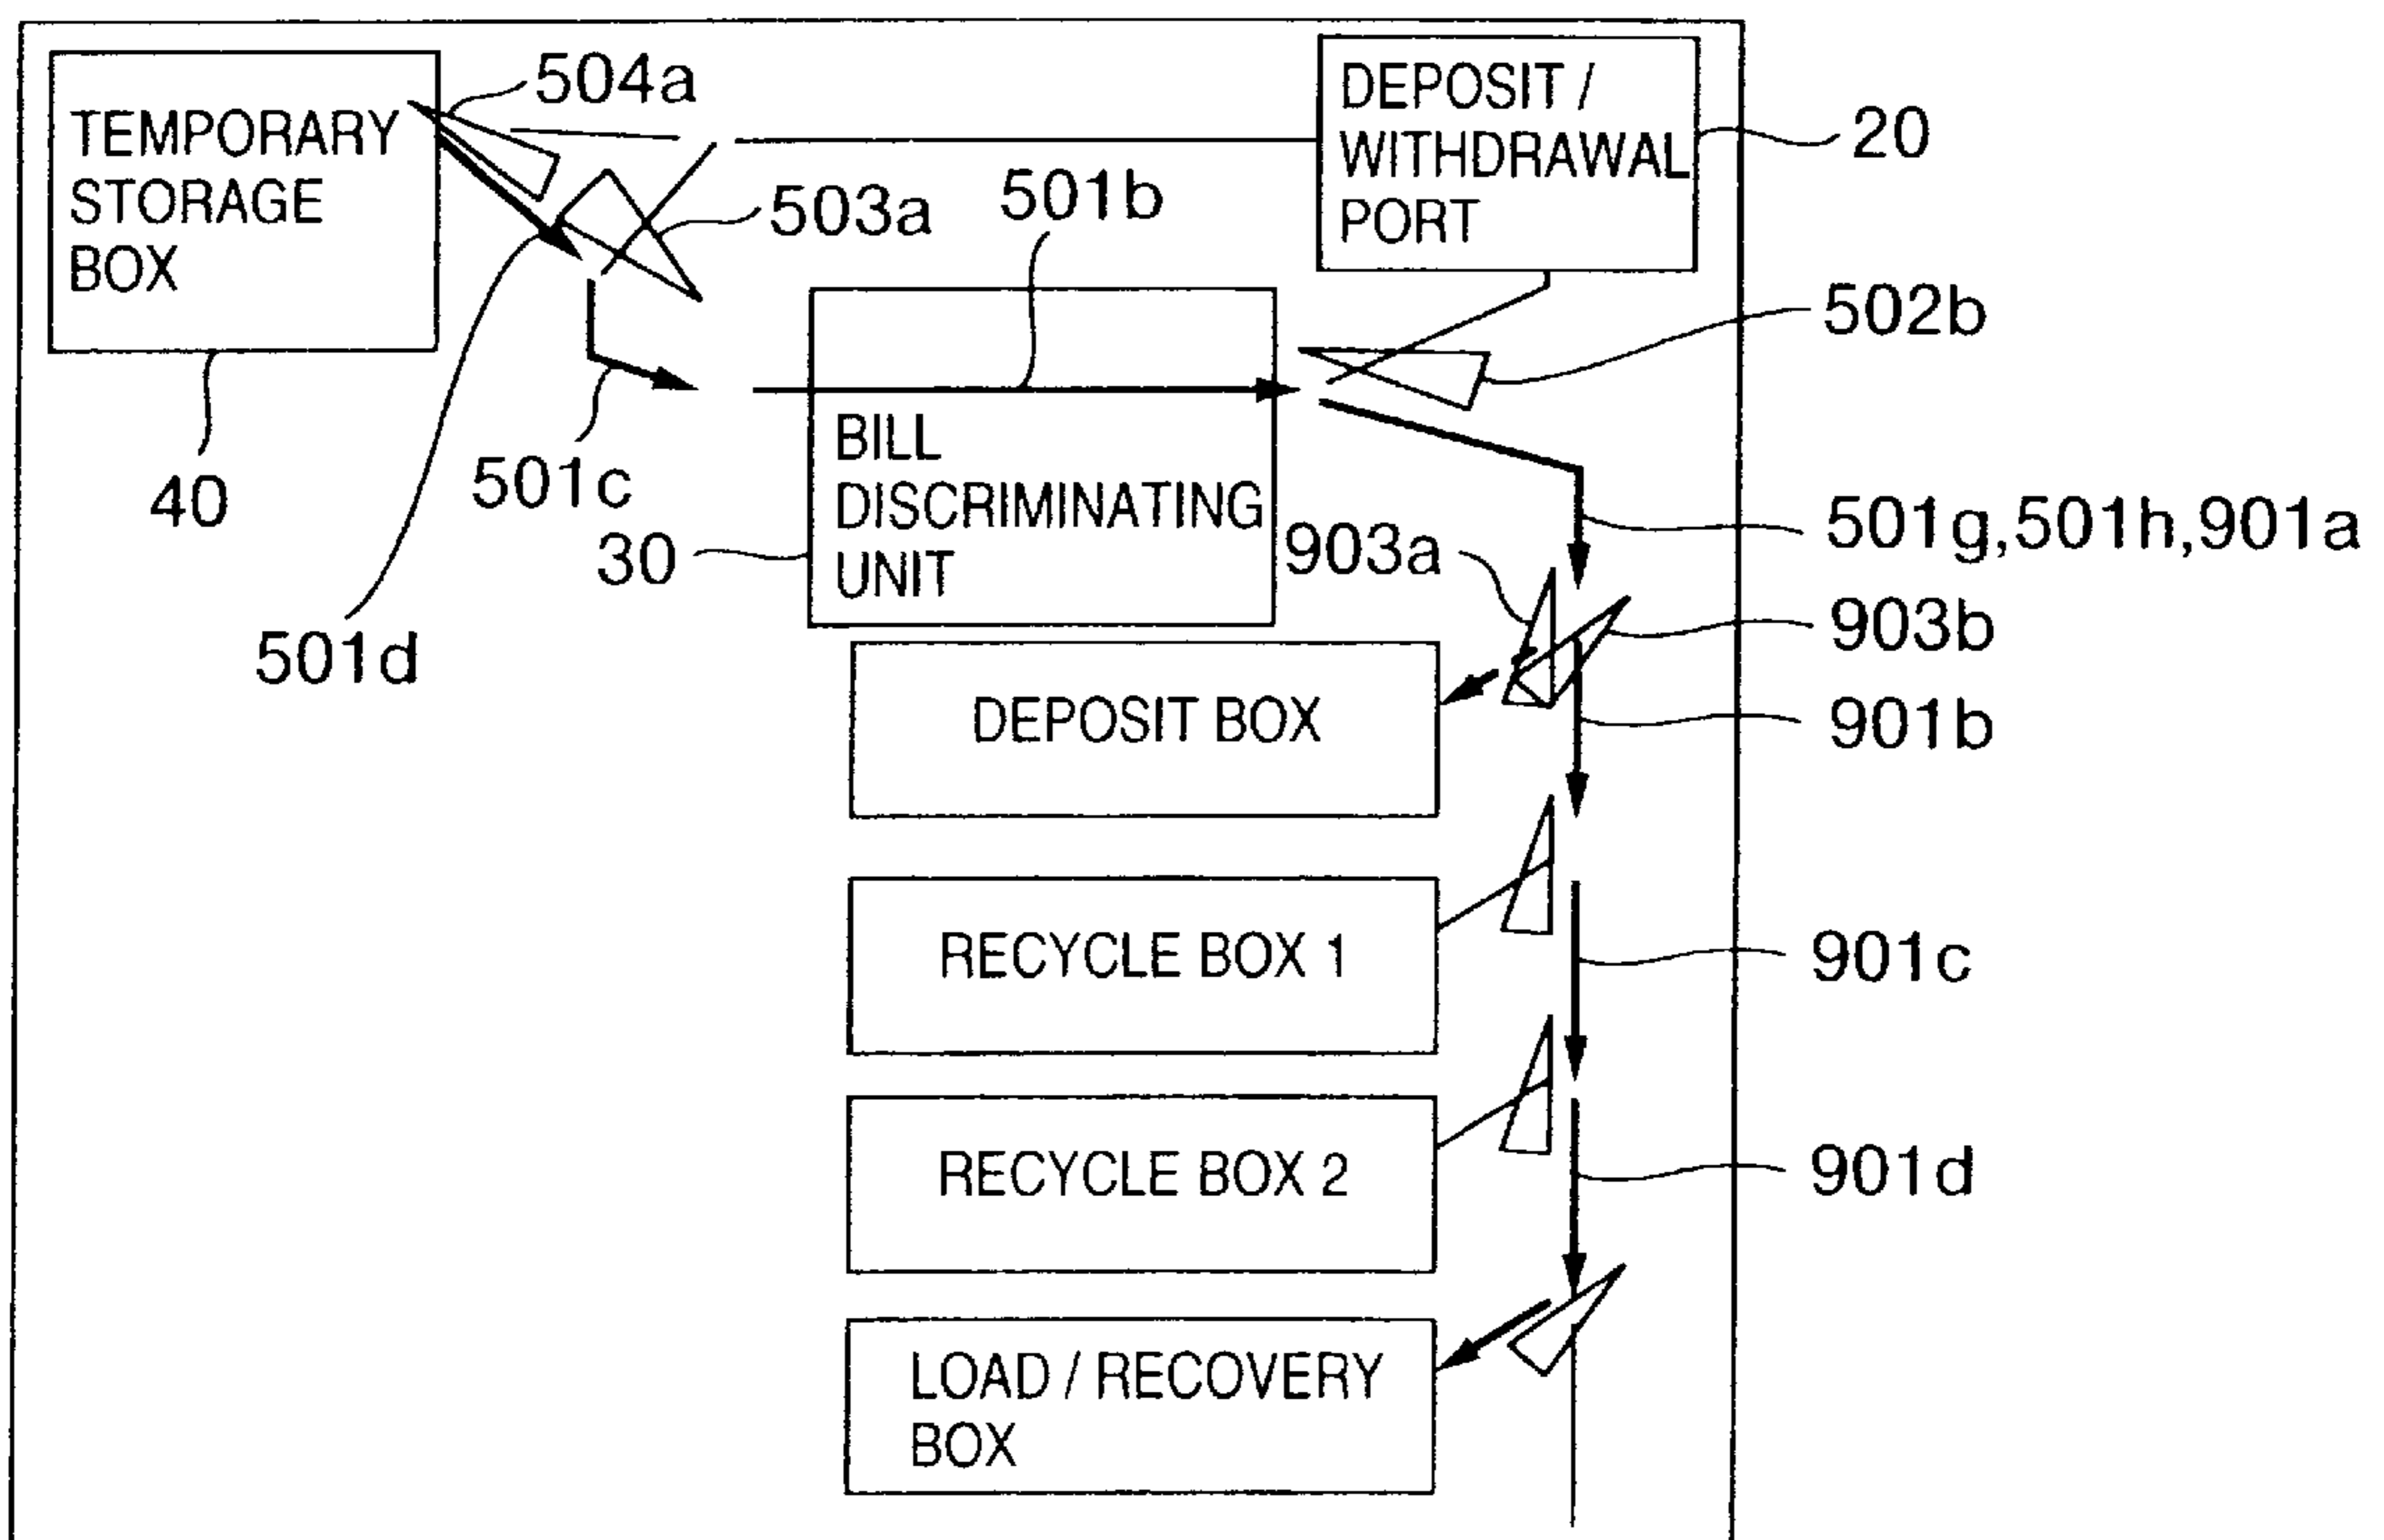 504a
TEMPORARY
STORAGE
BOX
DEPOSIT /
WITHDRAWAL
PORT
20
503a
501b
502b
40
501c
30
BILL
DISCRIMINATING
UNIT
903a
501g,501h,901a
501d
903b
DEPOSIT BOX
901b
RECYCLE BOX 1
901c
RECYCLE BOX 2
901d
LOAD / RECOVERY
BOX